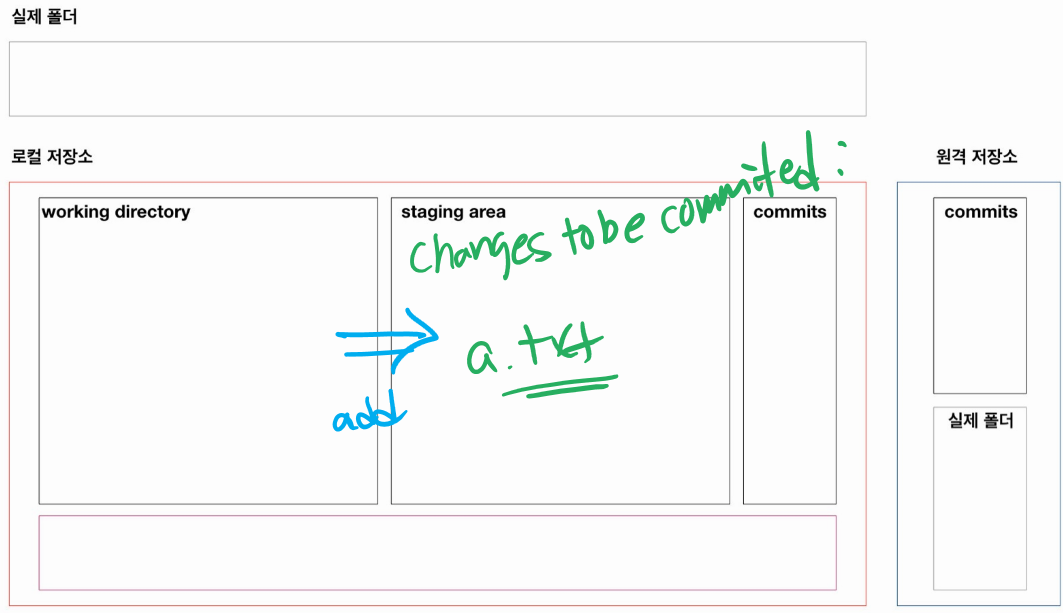 실제 폴더
로컬 저장소
원격 저장소
working directory
staging area
commits
commits
changes to be commited:
a.txt
add
실제 폴더